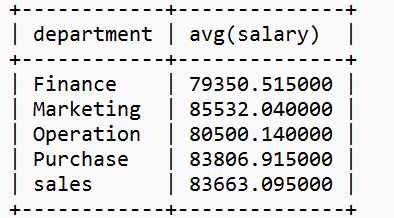 +------------+--------------+
| department | avg(salary)  |
+------------+--------------+
| Finance    | 79350.515000 |
| Marketing  | 85532.040000 |
| Operation  | 80500.140000 |
| Purchase   | 83806.915000 |
| sales      | 83663.095000 |
+------------+--------------+